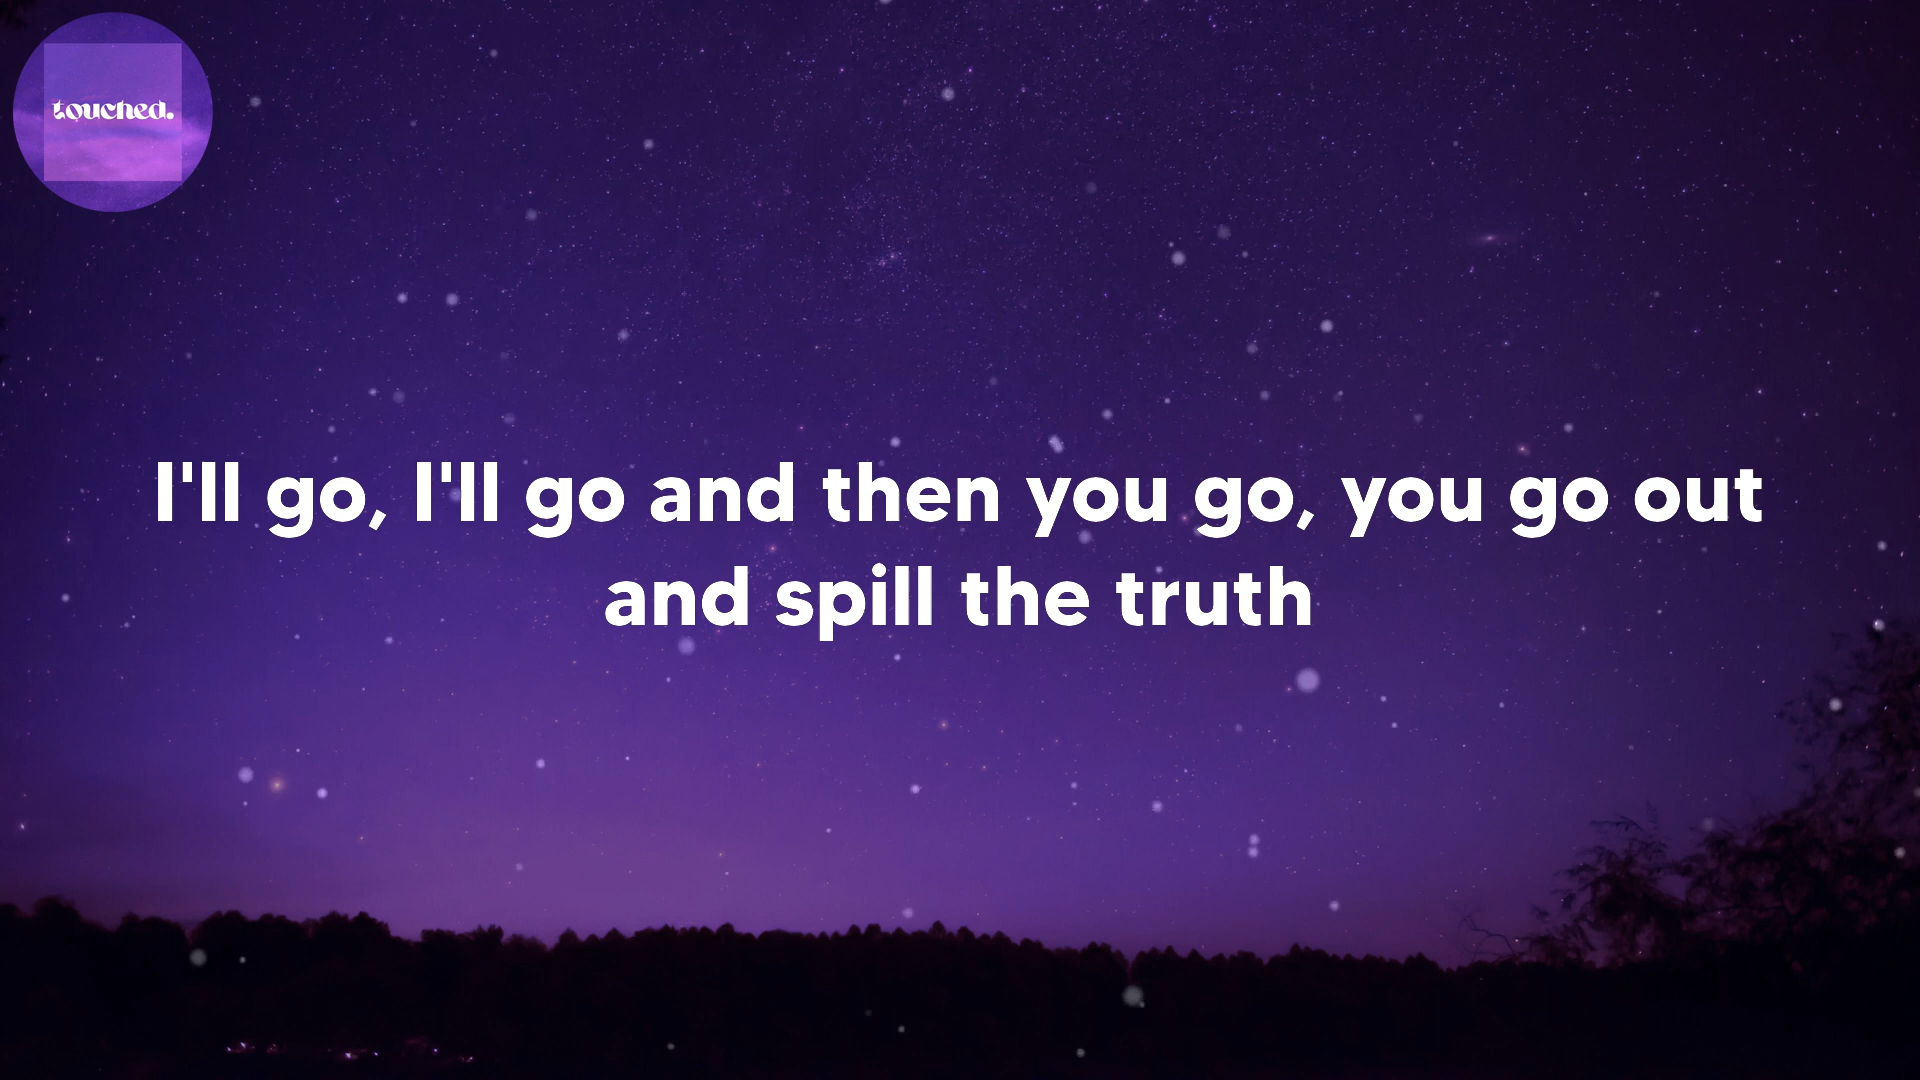 touched.
I'll go, I'll go and then you go, you go out
and spill the truth